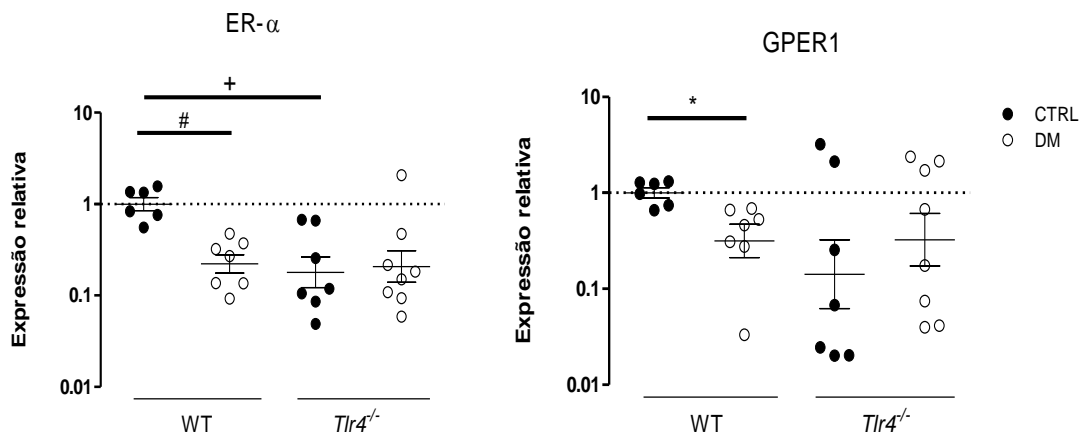 ER-α
+
#
10
1
0.1
0.01
Expressão relativa
WT
Tlr4-/-
GPER1
*
10
1
0.1
0.01
Expressão relativa
WT
Tlr4-/-
CTRL
DM